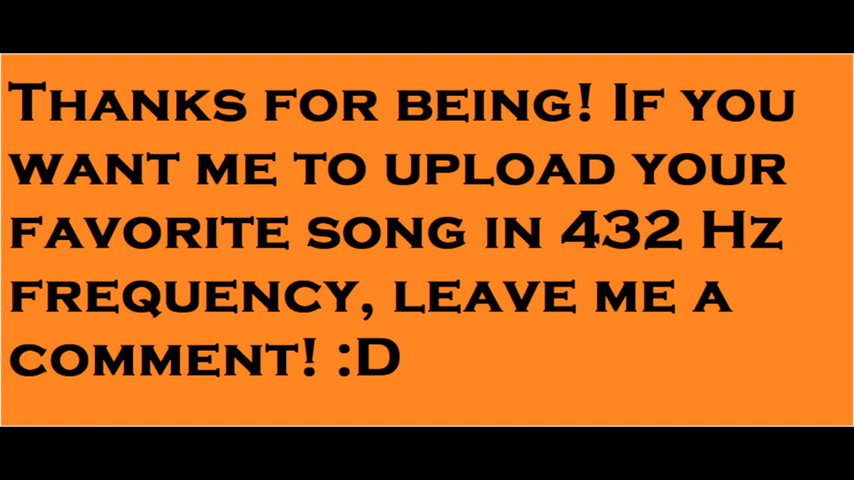 Thanks for being! If you
want me to upload your
favorite song in 432 Hz
frequency, leave me a
comment! :D